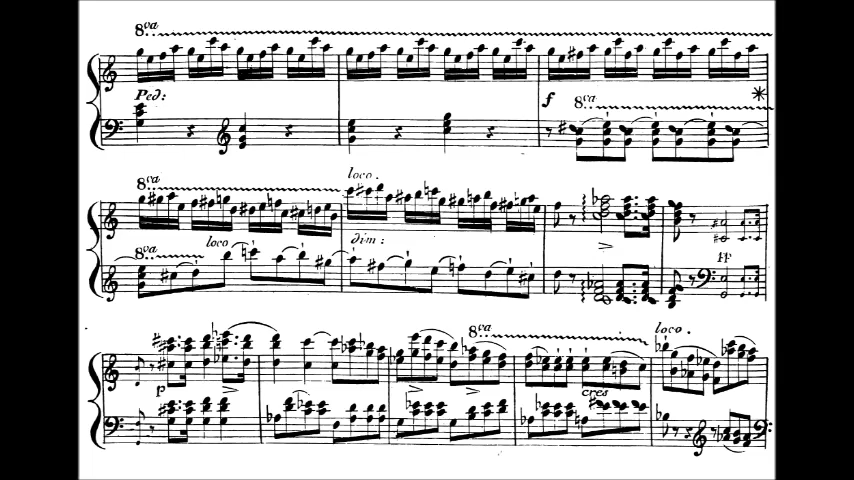 8va
Ped:
f 8va
8va loco.
8va loco dim:
pp
8va loco.
p
cres